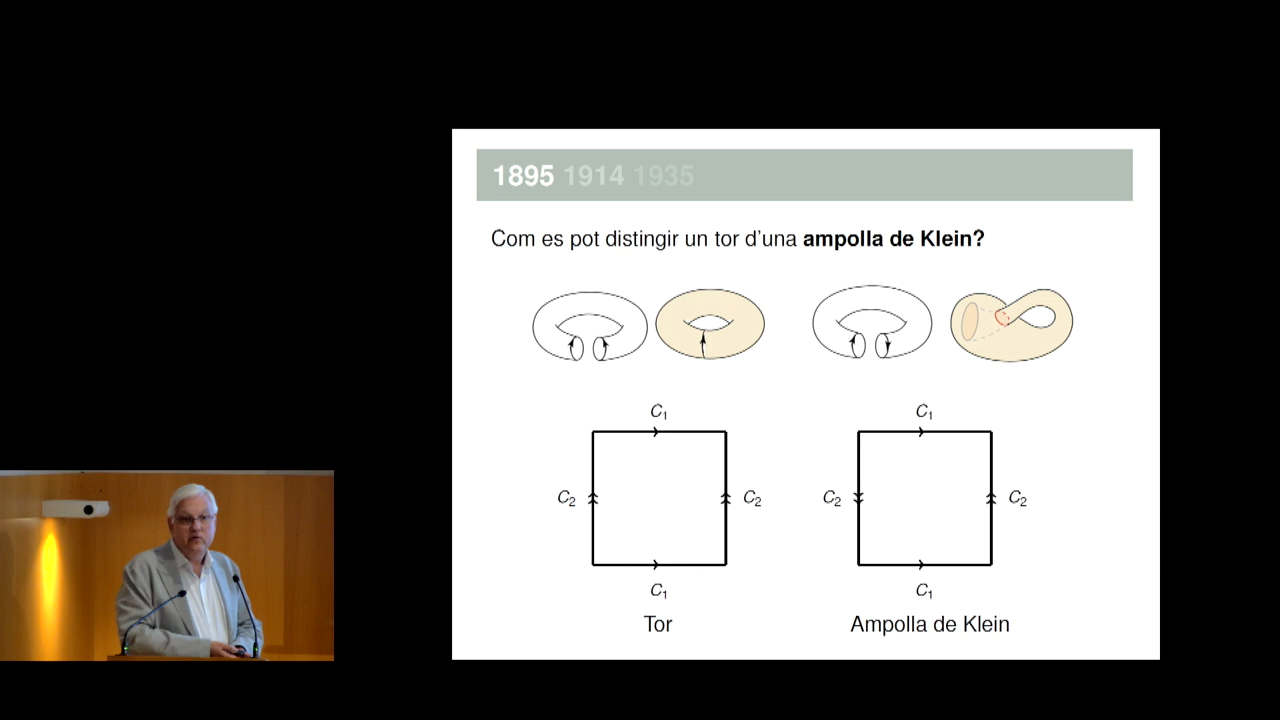 1895 1914 1935
Com es pot distingir un tor d'una ampolla de Klein?
C1 C1
C2 C2 C2 C2
C1 C1
Tor Ampolla de Klein